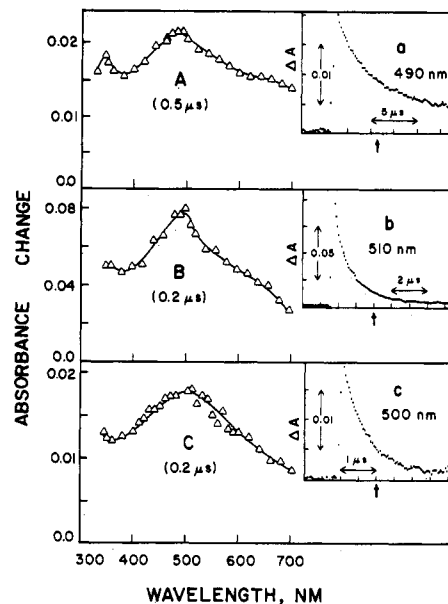 ABSORBANCE CHANGE
0.02
0.01
0.0
A
(0.5 μs)
ΔA
0.01
a
490 nm
5 μs
0.08
0.04
0.0
B
(0.2 μs)
ΔA
0.05
b
510 nm
2 μs
0.02
0.01
0.0
C
(0.2 μs)
ΔA
0.01
c
500 nm
1 μs
300 400 500 600 700
WAVELENGTH, NM